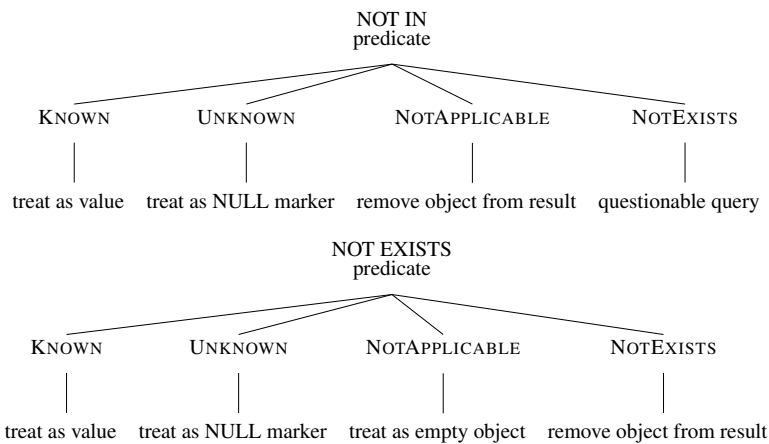 NOT IN
predicate
KNOWN UNKNOWN NOTAPPLICABLE NOTEXISTS
treat as value treat as NULL marker remove object from result questionable query
NOT EXISTS
predicate
KNOWN UNKNOWN NOTAPPLICABLE NOTEXISTS
treat as value treat as NULL marker treat as empty object remove object from result